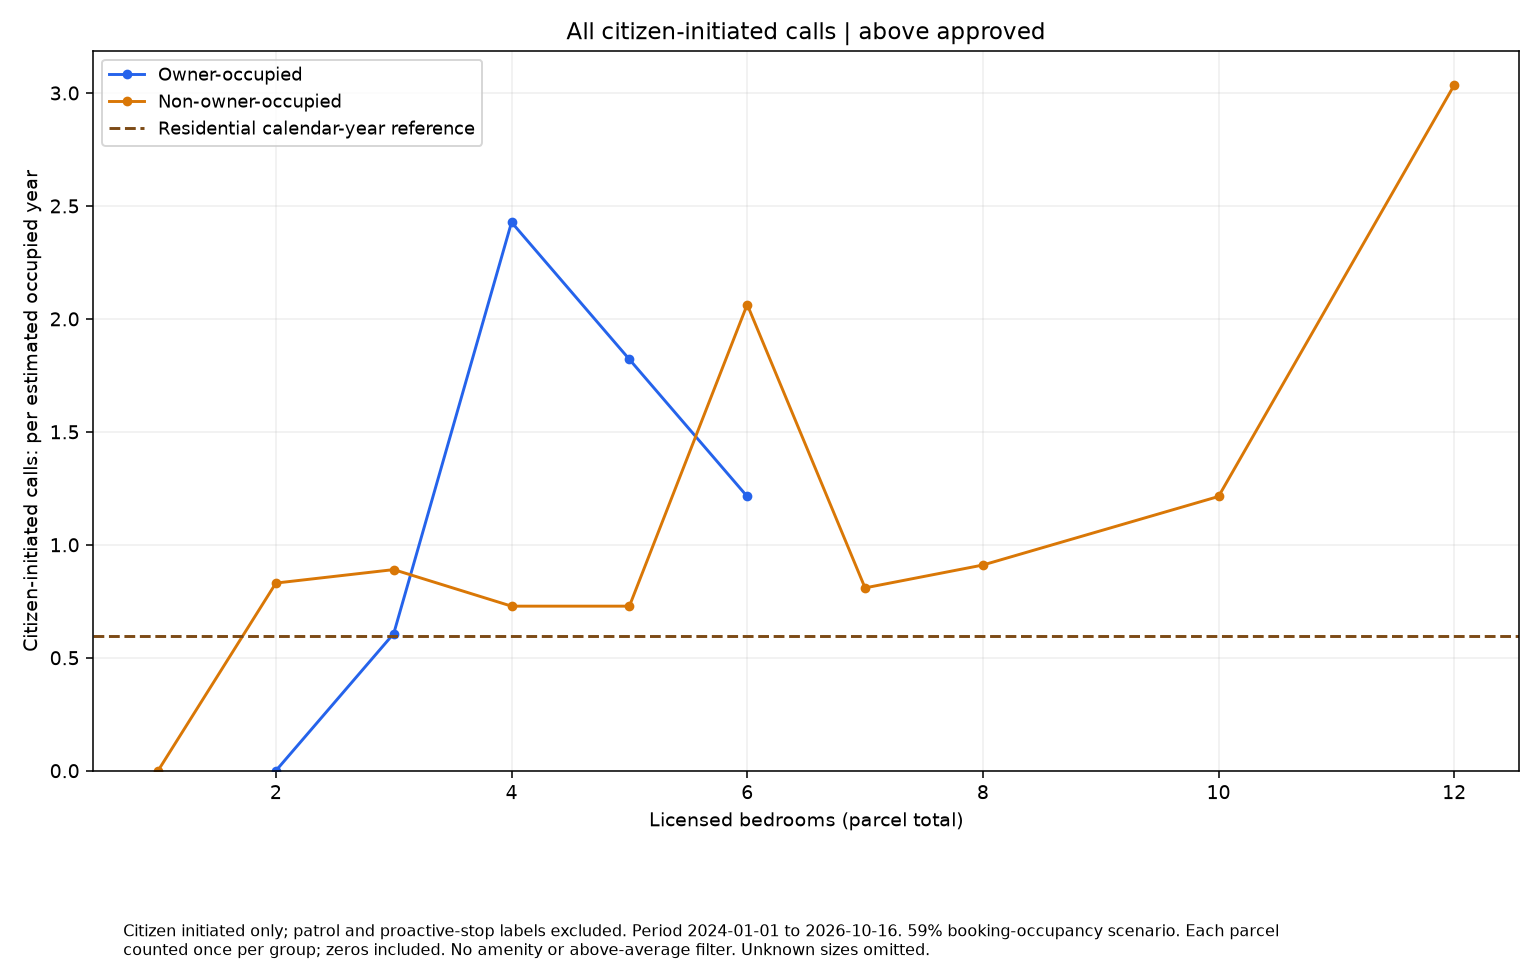 All citizen-initiated calls | above approved
Owner-occupied
Non-owner-occupied
Residential calendar-year reference
Citizen-initiated calls: per estimated occupied year
3.0
2.5
2.0
1.5
1.0
0.5
0.0
2 4 6 8 10 12
Licensed bedrooms (parcel total)
Citizen initiated only; patrol and proactive-stop labels excluded. Period 2024-01-01 to 2026-10-16. 59% booking-occupancy scenario. Each parcel
counted once per group; zeros included. No amenity or above-average filter. Unknown sizes omitted.